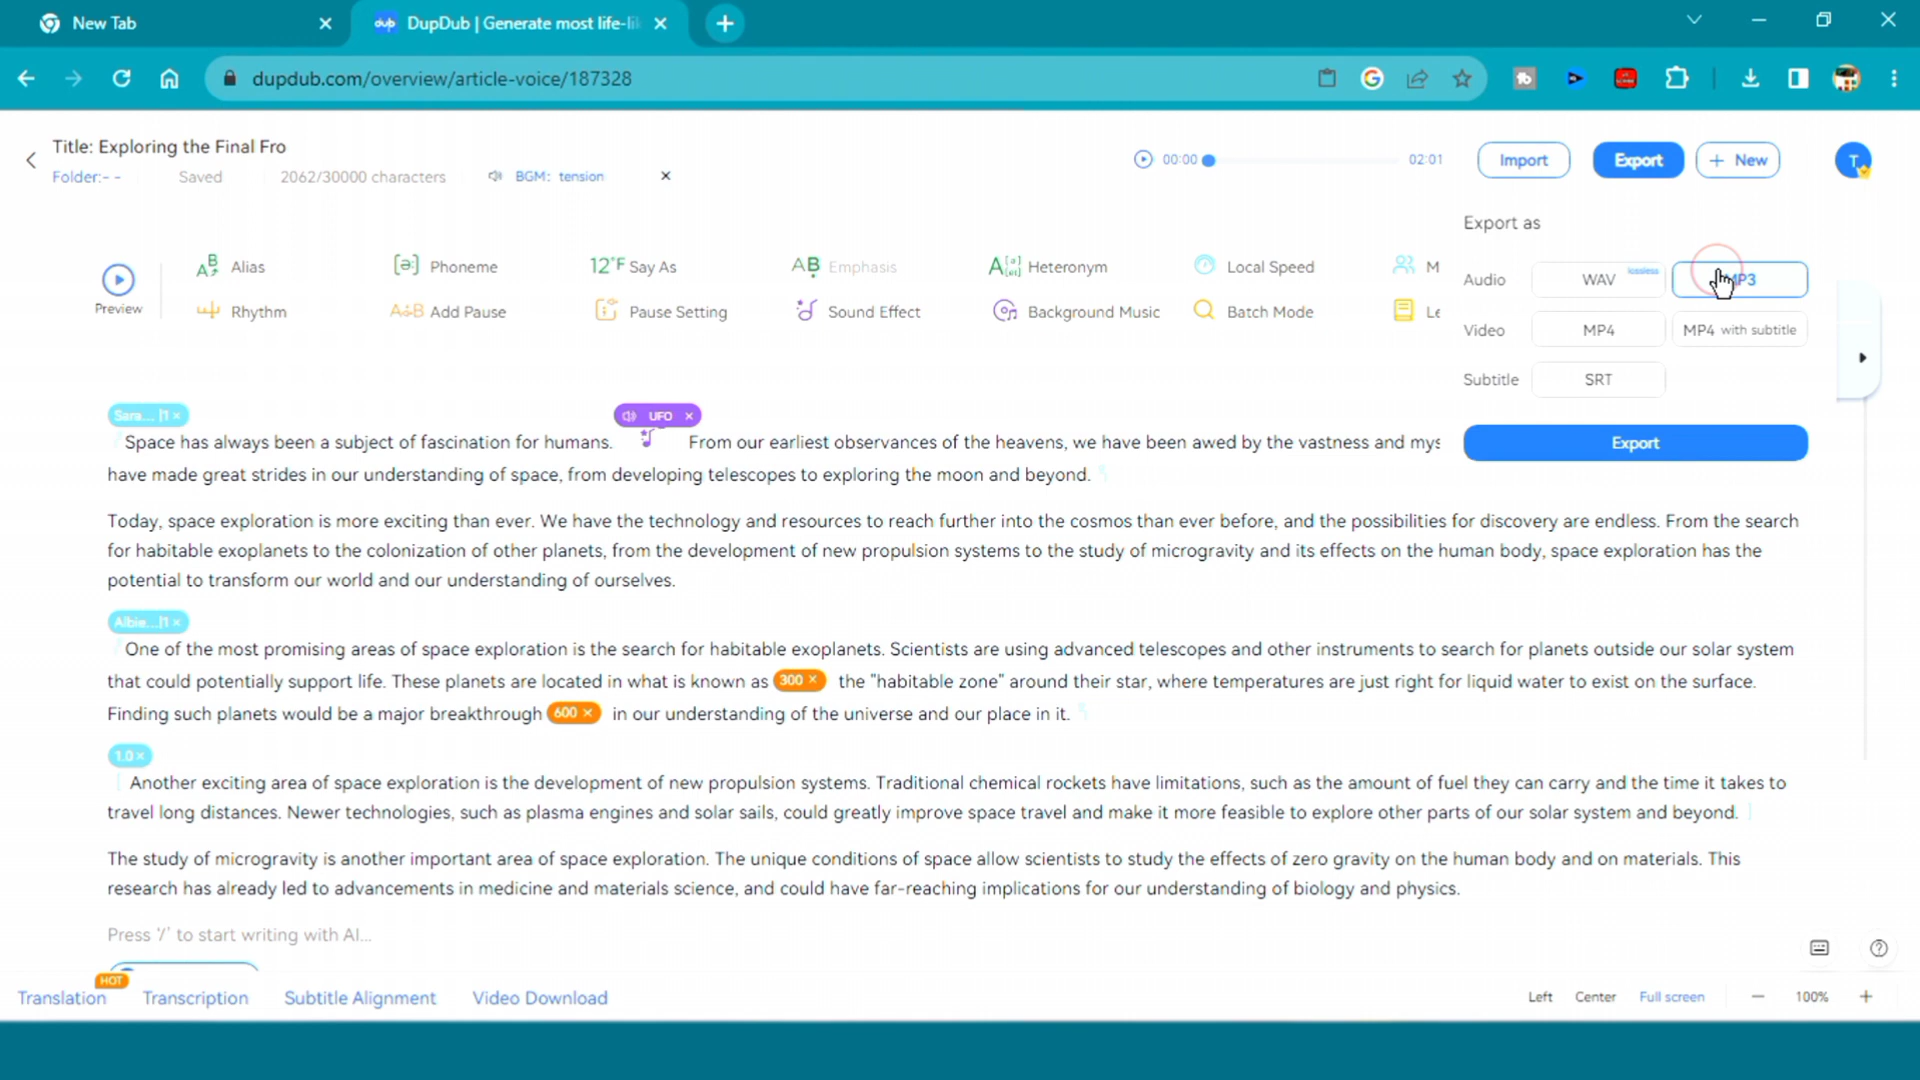 New Tab
DupDub | Generate most life-li
dupdub.com/overview/article-voice/187328
Title: Exploring the Final Fro
Folder:- -
Saved
2062/30000 characters
BGM: tension
00:00
02:01
Import
Export
+ New
T
Export as
Preview
Alias
Phoneme
12°F Say As
Emphasis
Heteronym
Local Speed
M
Audio
WAV
lossless
MP3
Rhythm
Add Pause
Pause Setting
Sound Effect
Background Music
Batch Mode
Le
Video
MP4
MP4 with subtitle
Subtitle
SRT
Export
Sara... |1 ×
UFO ×
Space has always been a subject of fascination for humans. From our earliest observances of the heavens, we have been awed by the vastness and mys
have made great strides in our understanding of space, from developing telescopes to exploring the moon and beyond.
Today, space exploration is more exciting than ever. We have the technology and resources to reach further into the cosmos than ever before, and the possibilities for discovery are endless. From the search
for habitable exoplanets to the colonization of other planets, from the development of new propulsion systems to the study of microgravity and its effects on the human body, space exploration has the
potential to transform our world and our understanding of ourselves.
Albie...|1 ×
One of the most promising areas of space exploration is the search for habitable exoplanets. Scientists are using advanced telescopes and other instruments to search for planets outside our solar system
that could potentially support life. These planets are located in what is known as 300 × the "habitable zone" around their star, where temperatures are just right for liquid water to exist on the surface.
Finding such planets would be a major breakthrough 600 × in our understanding of the universe and our place in it.
1.0 ×
Another exciting area of space exploration is the development of new propulsion systems. Traditional chemical rockets have limitations, such as the amount of fuel they can carry and the time it takes to
travel long distances. Newer technologies, such as plasma engines and solar sails, could greatly improve space travel and make it more feasible to explore other parts of our solar system and beyond.
The study of microgravity is another important area of space exploration. The unique conditions of space allow scientists to study the effects of zero gravity on the human body and on materials. This
research has already led to advancements in medicine and materials science, and could have far-reaching implications for our understanding of biology and physics.
Press '/' to start writing with AI...
HOT
Translation
Transcription
Subtitle Alignment
Video Download
Left
Center
Full screen
100%